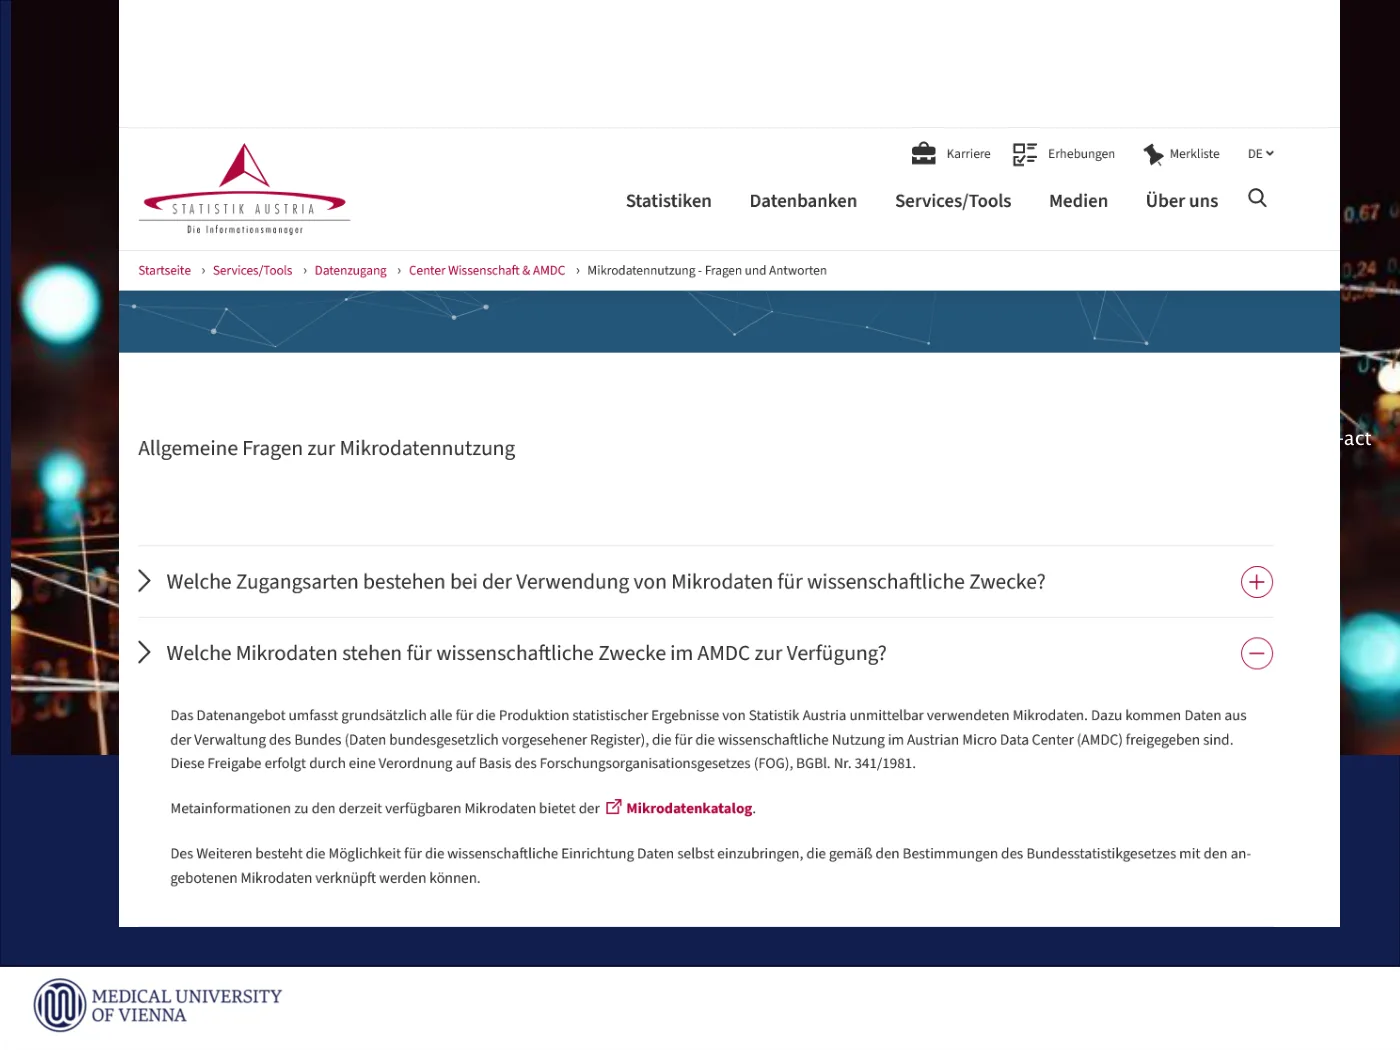 Karriere
Erhebungen
Merkliste
DE
STATISTIK AUSTRIA
Die Informationsmanager
Statistiken
Datenbanken
Services/Tools
Medien
Über uns
Startseite › Services/Tools › Datenzugang › Center Wissenschaft & AMDC › Mikrodatennutzung - Fragen und Antworten
0,67
0,24
Allgemeine Fragen zur Mikrodatennutzung
Welche Zugangsarten bestehen bei der Verwendung von Mikrodaten für wissenschaftliche Zwecke?
Welche Mikrodaten stehen für wissenschaftliche Zwecke im AMDC zur Verfügung?
Das Datenangebot umfasst grundsätzlich alle für die Produktion statistischer Ergebnisse von Statistik Austria unmittelbar verwendeten Mikrodaten. Dazu kommen Daten aus
der Verwaltung des Bundes (Daten bundesgesetzlich vorgesehener Register), die für die wissenschaftliche Nutzung im Austrian Micro Data Center (AMDC) freigegeben sind.
Diese Freigabe erfolgt durch eine Verordnung auf Basis des Forschungsorganisationsgesetzes (FOG), BGBl. Nr. 341/1981.
Metainformationen zu den derzeit verfügbaren Mikrodaten bietet der Mikrodatenkatalog.
Des Weiteren besteht die Möglichkeit für die wissenschaftliche Einrichtung Daten selbst einzubringen, die gemäß den Bestimmungen des Bundesstatistikgesetzes mit den an-
gebotenen Mikrodaten verknüpft werden können.
MEDICAL UNIVERSITY
OF VIENNA